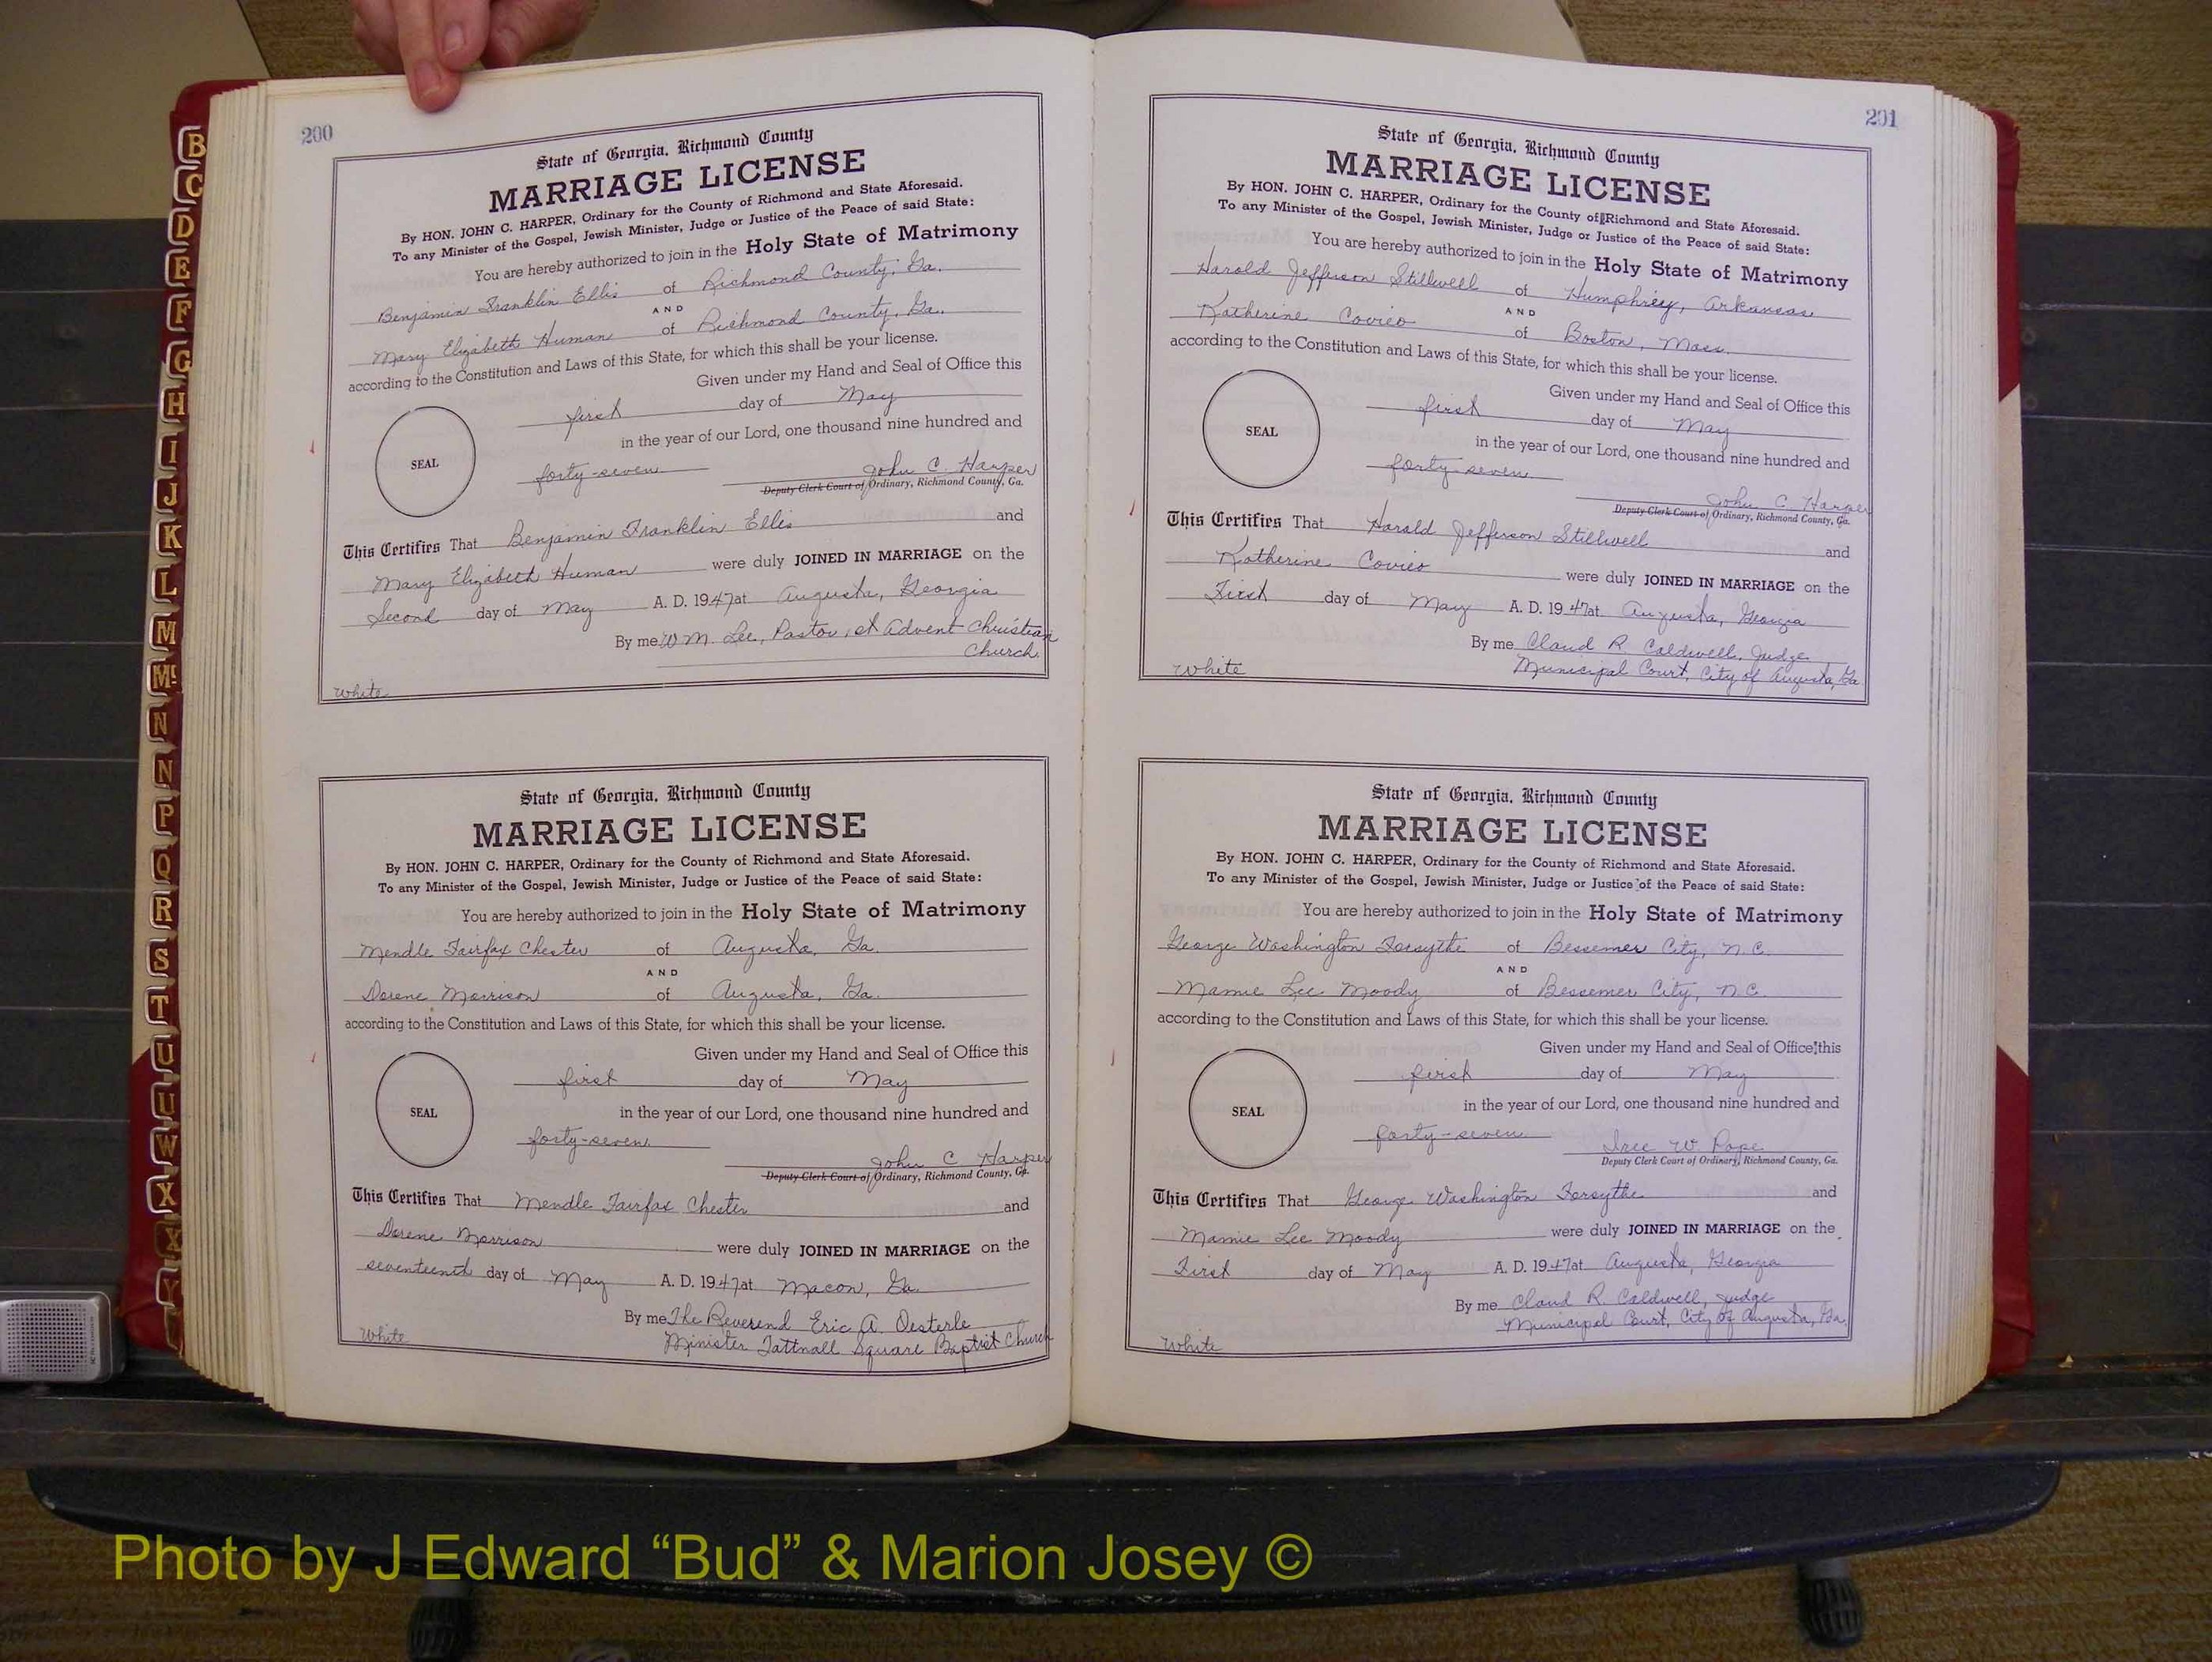 200
State of Georgia, Richmond County
MARRIAGE LICENSE
By HON. JOHN C. HARPER, Ordinary for the County of Richmond and State Aforesaid.
To any Minister of the Gospel, Jewish Minister, Judge or Justice of the Peace of said State:
You are hereby authorized to join in the Holy State of Matrimony
Benjamin Franklin Ellis of Richmond County, Ga.
AND
Mary Elizabeth Human of Richmond County, Ga.
according to the Constitution and Laws of this State, for which this shall be your license.
Given under my Hand and Seal of Office this
first day of May
in the year of our Lord, one thousand nine hundred and
SEAL
forty-seven. John C. Harper
Deputy Clerk Court of Ordinary, Richmond County, Ga.
This Certifies That Benjamin Franklin Ellis and
Mary Elizabeth Human were duly JOINED IN MARRIAGE on the
Second day of May A. D. 1947 at Augusta, Georgia
By me W. M. Lee, Pastor, Advent Christian
Church.
White
State of Georgia, Richmond County
MARRIAGE LICENSE
By HON. JOHN C. HARPER, Ordinary for the County of Richmond and State Aforesaid.
To any Minister of the Gospel, Jewish Minister, Judge or Justice of the Peace of said State:
You are hereby authorized to join in the Holy State of Matrimony
Mendle Fairfax Chester of Augusta, Ga.
AND
Dorene Morrison of Augusta, Ga.
according to the Constitution and Laws of this State, for which this shall be your license.
Given under my Hand and Seal of Office this
first day of May
SEAL
in the year of our Lord, one thousand nine hundred and
forty-seven. John C Harper
Deputy Clerk Court of Ordinary, Richmond County, Ga.
This Certifies That Mendle Fairfax Chester and
Dorene Morrison were duly JOINED IN MARRIAGE on the
seventeenth day of May A. D. 1947 at Macon, Ga.
By me The Reverend Eric A. Oesterle
Minister Tattnall Square Baptist Church
White
201
State of Georgia, Richmond County
MARRIAGE LICENSE
By HON. JOHN C. HARPER, Ordinary for the County of Richmond and State Aforesaid.
To any Minister of the Gospel, Jewish Minister, Judge or Justice of the Peace of said State:
You are hereby authorized to join in the Holy State of Matrimony
Harold Jefferson Stillwell of Humphrey, Arkansas
AND
Katherine Covieo of Boston, Mass.
according to the Constitution and Laws of this State, for which this shall be your license.
Given under my Hand and Seal of Office this
first day of May
SEAL
in the year of our Lord, one thousand nine hundred and
forty-seven. John C. Harper
Deputy Clerk Court of Ordinary, Richmond County, Ga.
This Certifies That Harold Jefferson Stillwell and
Katherine Covieo were duly JOINED IN MARRIAGE on the
First day of May A. D. 1947 at Augusta, Georgia
By me Claud R. Caldwell, Judge
Municipal Court, City of Augusta, Ga
White
State of Georgia, Richmond County
MARRIAGE LICENSE
By HON. JOHN C. HARPER, Ordinary for the County of Richmond and State Aforesaid.
To any Minister of the Gospel, Jewish Minister, Judge or Justice of the Peace of said State:
You are hereby authorized to join in the Holy State of Matrimony
George Washington Forsythe of Bessemer City, N.C.
AND
Mamie Lee Moody of Bessemer City, N.C.
according to the Constitution and Laws of this State, for which this shall be your license.
Given under my Hand and Seal of Office this
first day of May
SEAL
in the year of our Lord, one thousand nine hundred and
forty-seven W. Pope
Deputy Clerk Court of Ordinary, Richmond County, Ga.
This Certifies That George Washington Forsythe and
Mamie Lee Moody were duly JOINED IN MARRIAGE on the
First day of May A. D. 1947 at Augusta, Georgia
By me Claud R. Caldwell, Judge
Municipal Court, City of Augusta, Ga.
White
B
C
D
E
F
G
H
I
J
K
L
M
Mc
N
N
P
Q
R
S
T
U
U
W
X
X
Y
Photo by J Edward “Bud” & Marion Josey ©